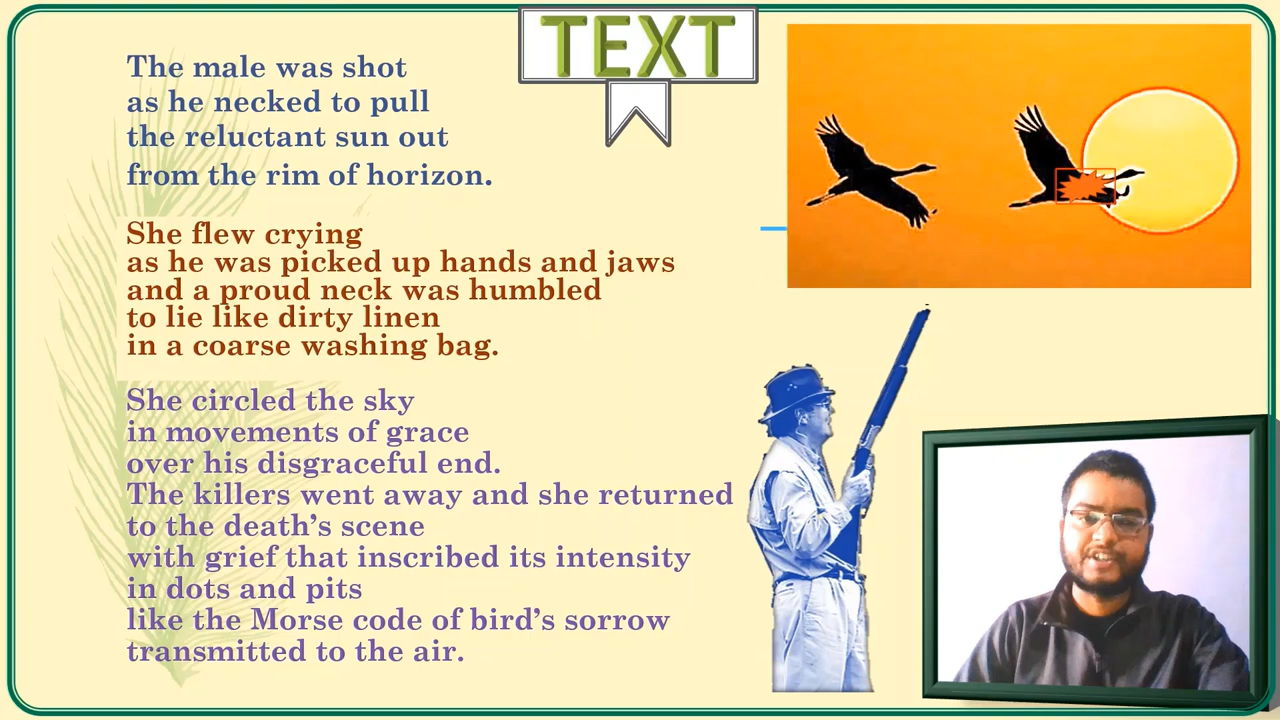 TEXT
The male was shot
as he necked to pull
the reluctant sun out
from the rim of horizon.
She flew crying
as he was picked up hands and jaws
and a proud neck was humbled
to lie like dirty linen
in a coarse washing bag.
She circled the sky
in movements of grace
over his disgraceful end.
The killers went away and she returned
to the death’s scene
with grief that inscribed its intensity
in dots and pits
like the Morse code of bird’s sorrow
transmitted to the air.